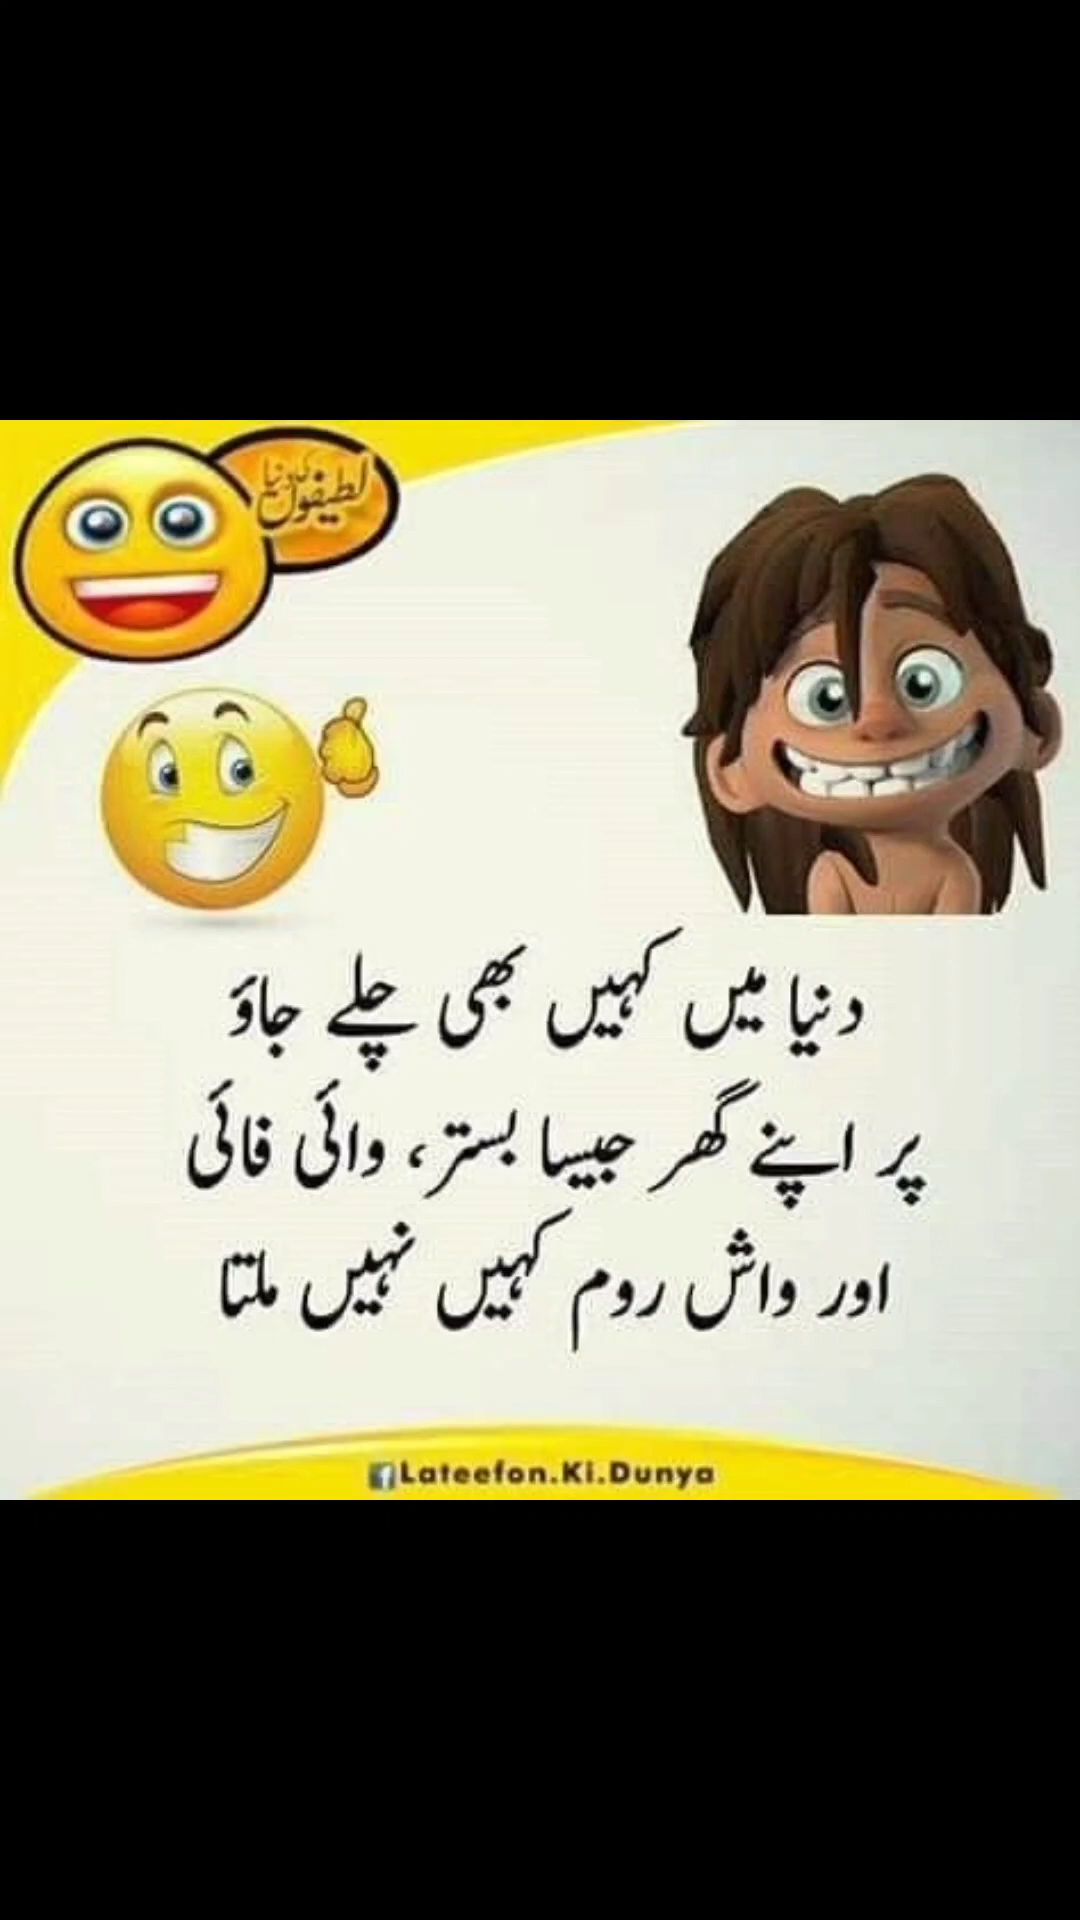 لطیفوں کی دنیا
دنیا میں کہیں بھی چلے جاؤ
پر اپنے گھر جیسا بستر، وائی فائی
اور واش روم کہیں نہیں ملتا
Lateefon.Ki.Dunya